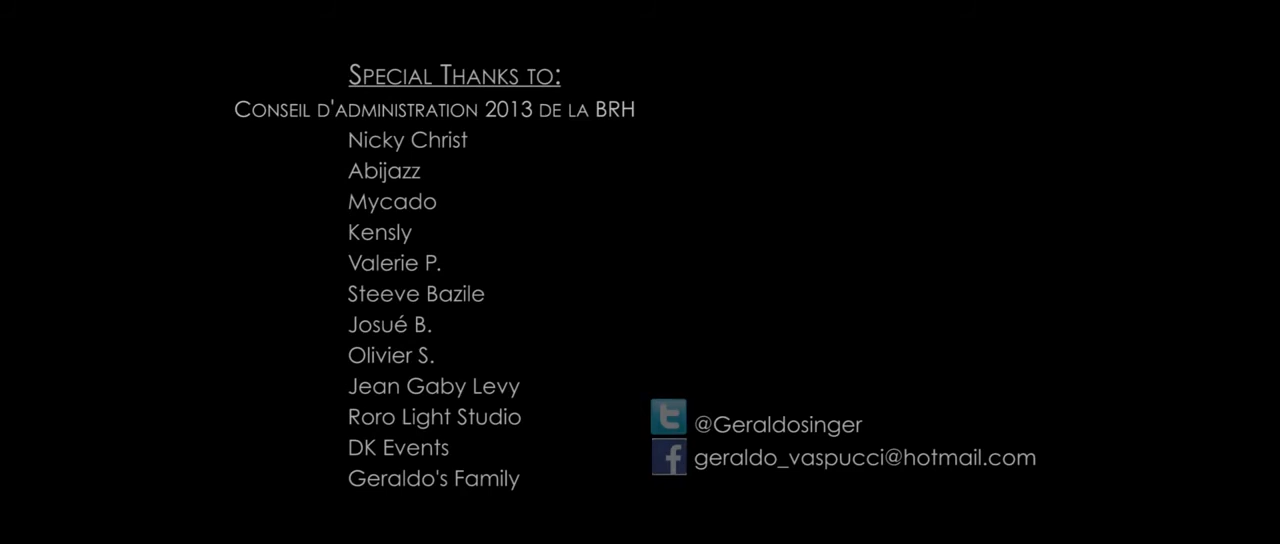 Special Thanks to:
Conseil d'administration 2013 de la BRH
Nicky Christ
Abijazz
Mycado
Kensly
Valerie P.
Steeve Bazile
Josué B.
Olivier S.
Jean Gaby Levy
Roro Light Studio
DK Events
Geraldo's Family
@Geraldosinger
geraldo_vaspucci@hotmail.com